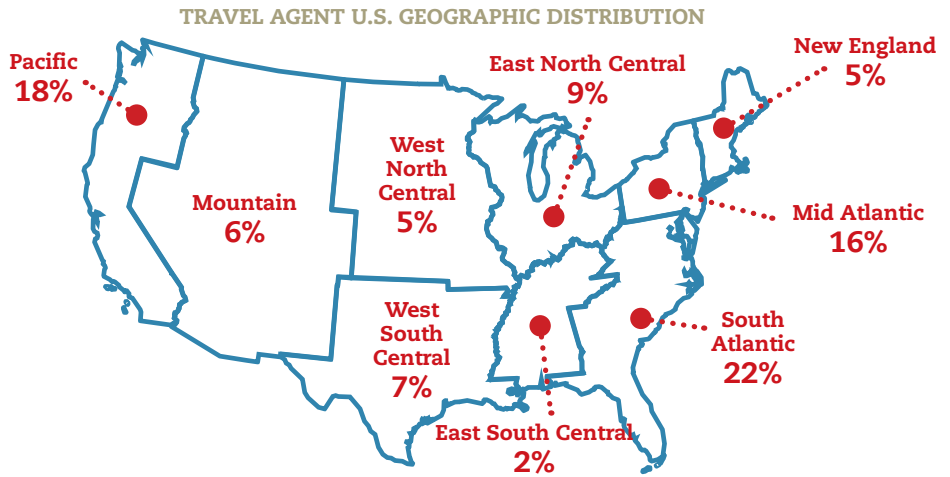 TRAVEL AGENT U.S. GEOGRAPHIC DISTRIBUTION
Pacific
18%
East North Central
9%
New England
5%
West
North
Central
5%
Mountain
6%
Mid Atlantic
16%
West
South
Central
7%
South
Atlantic
22%
East South Central
2%